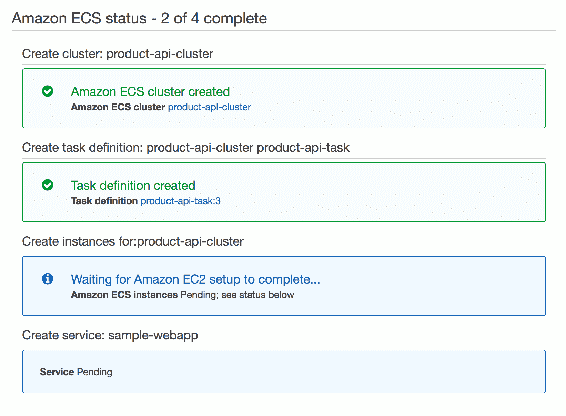 Amazon ECS status - 2 of 4 complete
Create cluster: product-api-cluster
Amazon ECS cluster created
Amazon ECS cluster product-api-cluster
Create task definition: product-api-cluster product-api-task
Task definition created
Task definition product-api-task:3
Create instances for:product-api-cluster
Waiting for Amazon EC2 setup to complete...
Amazon ECS instances Pending; see status below
Create service: sample-webapp
Service Pending